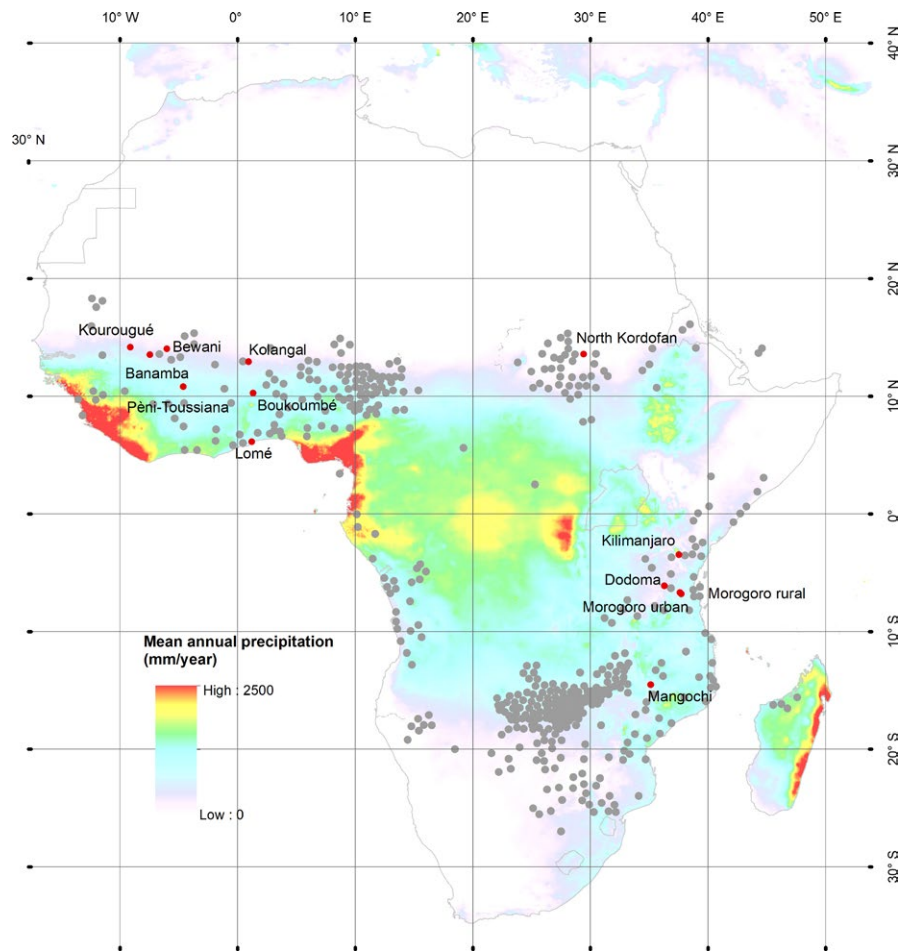 10° W 0° 10° E 20° E 30° E 40° E 50° E
40° N
30° N
30° N
20° N
Kourougué
Bewani
Kolangal
North Kordofan
Banamba
10° N
Pèni-Toussiana
Boukoumbé
Lomé
0°
Kilimanjaro
Dodoma
Morogoro rural
Morogoro urban
10° S
Mean annual precipitation
(mm/year)
High : 2500
Mangochi
20° S
Low : 0
30° S